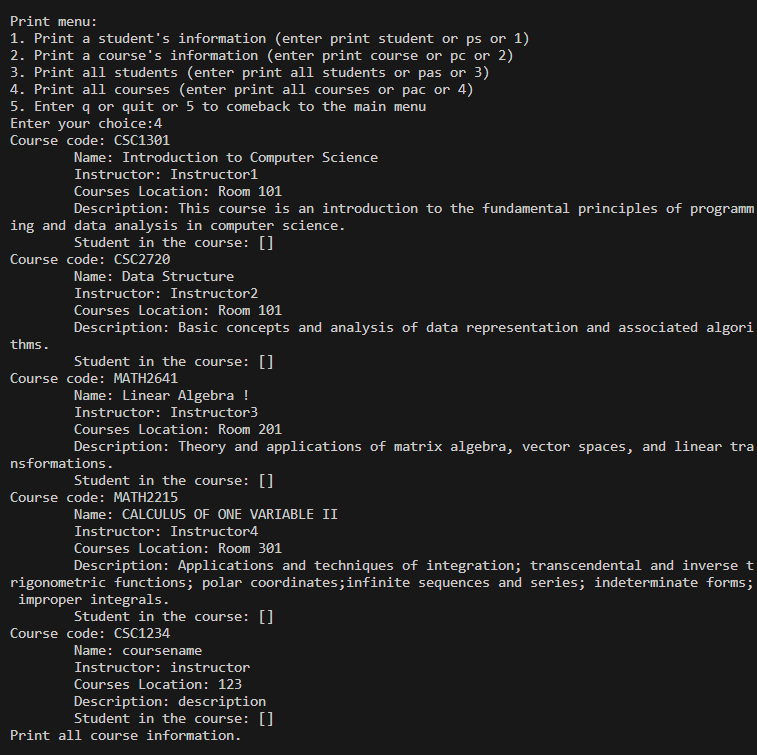 Print menu:
1. Print a student's information (enter print student or ps or 1)
2. Print a course's information (enter print course or pc or 2)
3. Print all students (enter print all students or pas or 3)
4. Print all courses (enter print all courses or pac or 4)
5. Enter q or quit or 5 to comeback to the main menu
Enter your choice:4
Course code: CSC1301
        Name: Introduction to Computer Science
        Instructor: Instructor1
        Courses Location: Room 101
        Description: This course is an introduction to the fundamental principles of programm
ing and data analysis in computer science.
        Student in the course: []
Course code: CSC2720
        Name: Data Structure
        Instructor: Instructor2
        Courses Location: Room 101
        Description: Basic concepts and analysis of data representation and associated algori
thms.
        Student in the course: []
Course code: MATH2641
        Name: Linear Algebra !
        Instructor: Instructor3
        Courses Location: Room 201
        Description: Theory and applications of matrix algebra, vector spaces, and linear tra
nsformations.
        Student in the course: []
Course code: MATH2215
        Name: CALCULUS OF ONE VARIABLE II
        Instructor: Instructor4
        Courses Location: Room 301
        Description: Applications and techniques of integration; transcendental and inverse t
rigonometric functions; polar coordinates;infinite sequences and series; indeterminate forms;
 improper integrals.
        Student in the course: []
Course code: CSC1234
        Name: coursename
        Instructor: instructor
        Courses Location: 123
        Description: description
        Student in the course: []
Print all course information.